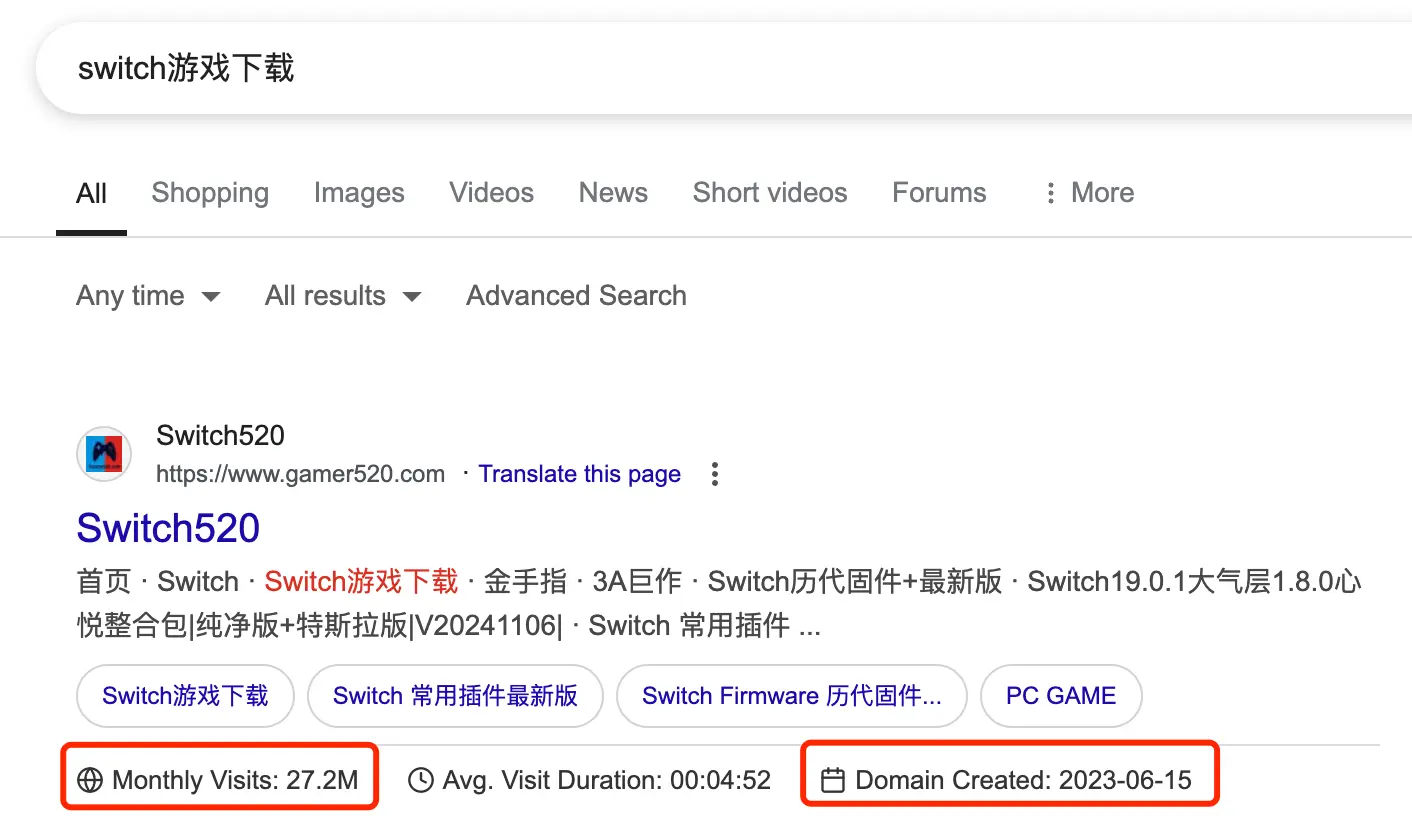 switch游戏下载
All Shopping Images Videos News Short videos Forums More
Any time All results Advanced Search
Switch520
https://www.gamer520.com · Translate this page
Switch520
首页 · Switch · Switch游戏下载 · 金手指 · 3A巨作 · Switch历代固件+最新版 · Switch19.0.1大气层1.8.0心
悦整合包|纯净版+特斯拉版|V20241106| · Switch 常用插件 ...
Switch游戏下载 Switch 常用插件最新版 Switch Firmware 历代固件... PC GAME
Monthly Visits: 27.2M Avg. Visit Duration: 00:04:52 Domain Created: 2023-06-15